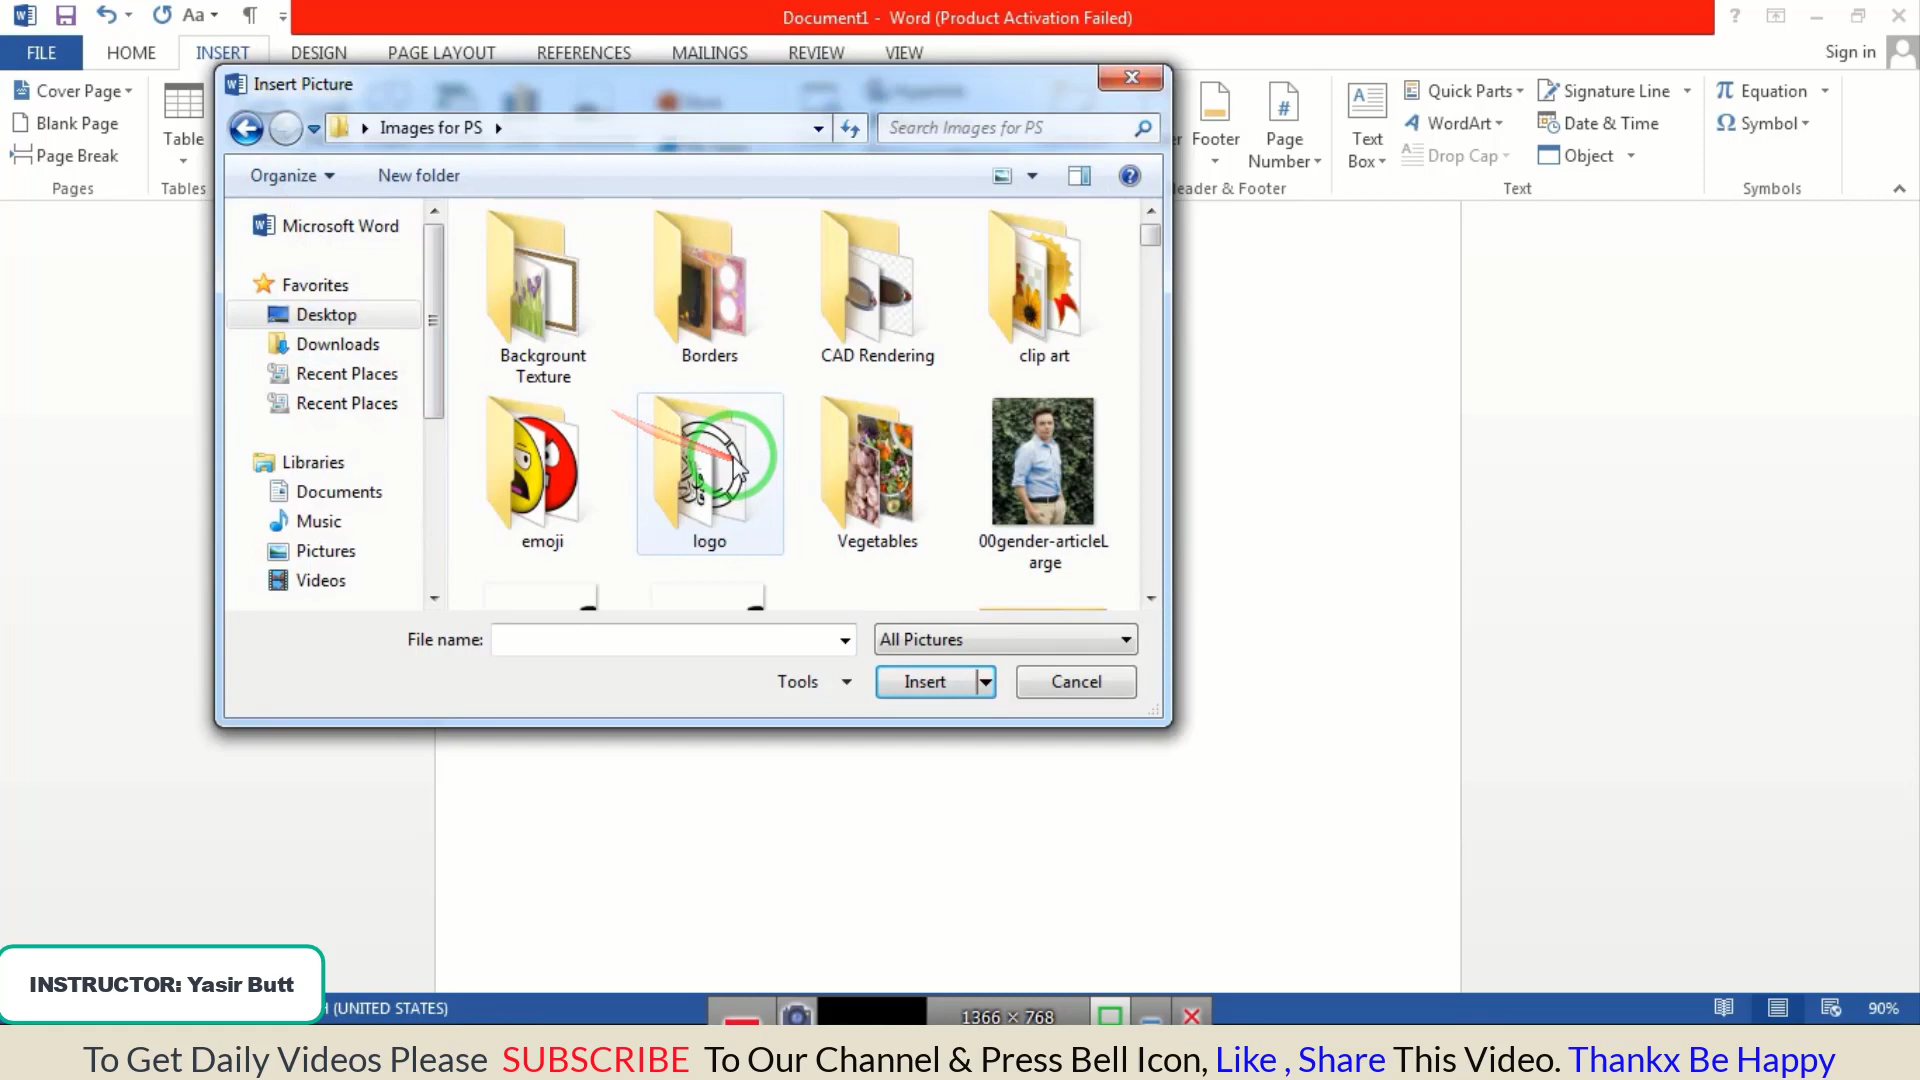 Aa
Document1 - Word (Product Activation Failed)
?
FILE HOME INSERT DESIGN PAGE LAYOUT REFERENCES MAILINGS REVIEW VIEW
Sign in
Cover Page
Blank Page
Page Break
Pages
Table
Tables
Footer
Page
Number
eader & Footer
Text
Box
Quick Parts
WordArt
Drop Cap
Signature Line
Date & Time
Object
Text
Equation
Symbol
Symbols
Insert Picture
Images for PS
Search Images for PS
Organize
New folder
Microsoft Word
Favorites
Desktop
Downloads
Recent Places
Recent Places
Libraries
Documents
Music
Pictures
Videos
Backgrount
Texture
Borders
CAD Rendering
clip art
emoji
logo
Vegetables
00gender-articleL
arge
File name:
All Pictures
Tools
Insert
Cancel
INSTRUCTOR: Yasir Butt
(UNITED STATES)
1366 × 768
90%
To Get Daily Videos Please SUBSCRIBE To Our Channel & Press Bell Icon, Like , Share This Video. Thankx Be Happy